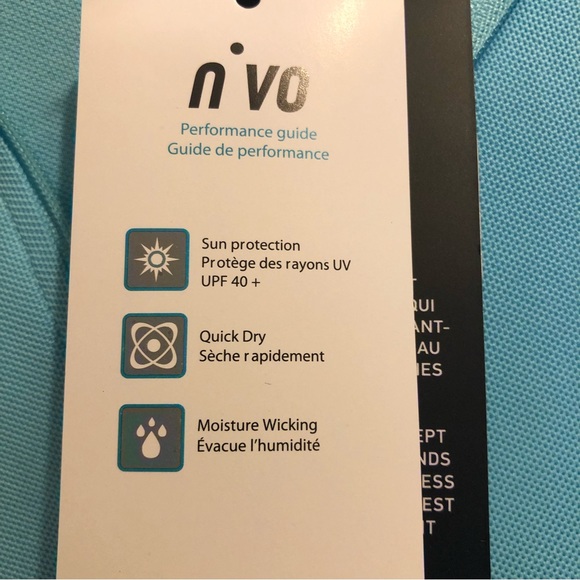 nivo
Performance guide
Guide de performance
Sun protection
Protège des rayons UV
UPF 40 +
Quick Dry
Sèche rapidement
Moisture Wicking
Évacue l'humidité
AU